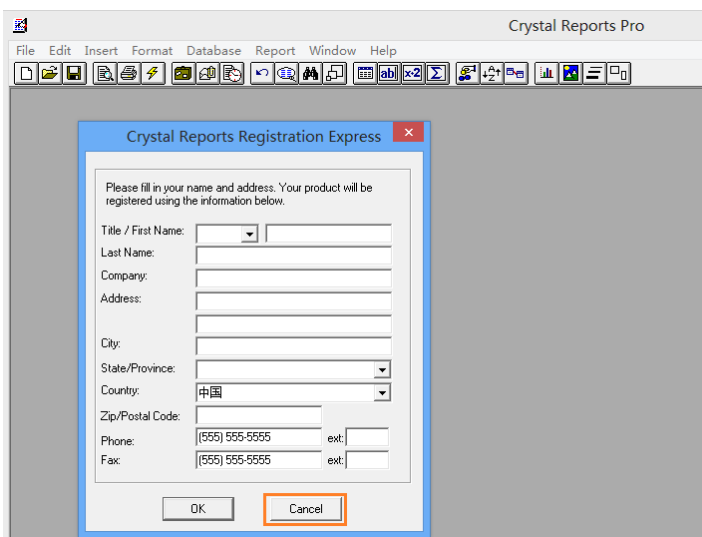 Crystal Reports Pro
File Edit Insert Format Database Report Window Help
ab x+2 Σ
Crystal Reports Registration Express
Please fill in your name and address. Your product will be
registered using the information below.
Title / First Name:
Last Name:
Company:
Address:
City:
State/Province:
Country: 中国
Zip/Postal Code:
Phone: (555) 555-5555 ext:
Fax: (555) 555-5555 ext:
OK Cancel